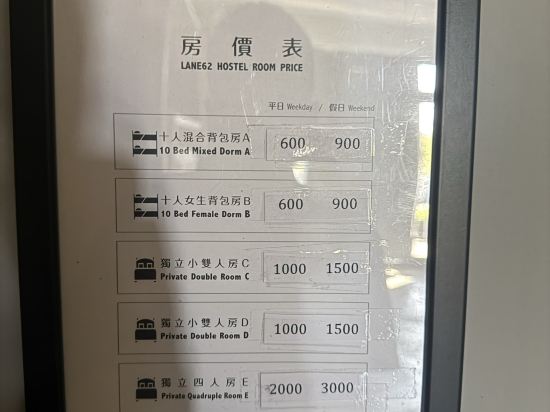 房價表
LANE62 HOSTEL ROOM PRICE
平日 Weekday / 假日 Weekend
十人混合背包房A 600 900
10 Bed Mixed Dorm A
十人女生背包房B 600 900
10 Bed Female Dorm B
獨立小雙人房C 1000 1500
Private Double Room C
獨立小雙人房D 1000 1500
Private Double Room D
獨立四人房E 2000 3000
Private Quadruple Room E